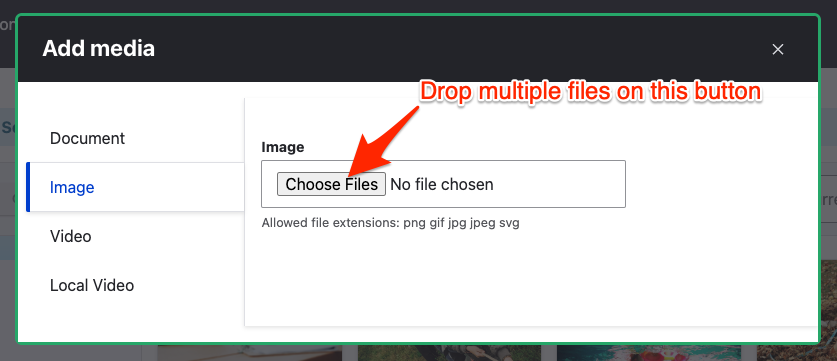 Add media
×
Drop multiple files on this button
Document
Image
Video
Local Video
Image
Choose Files No file chosen
Allowed file extensions: png gif jpg jpeg svg